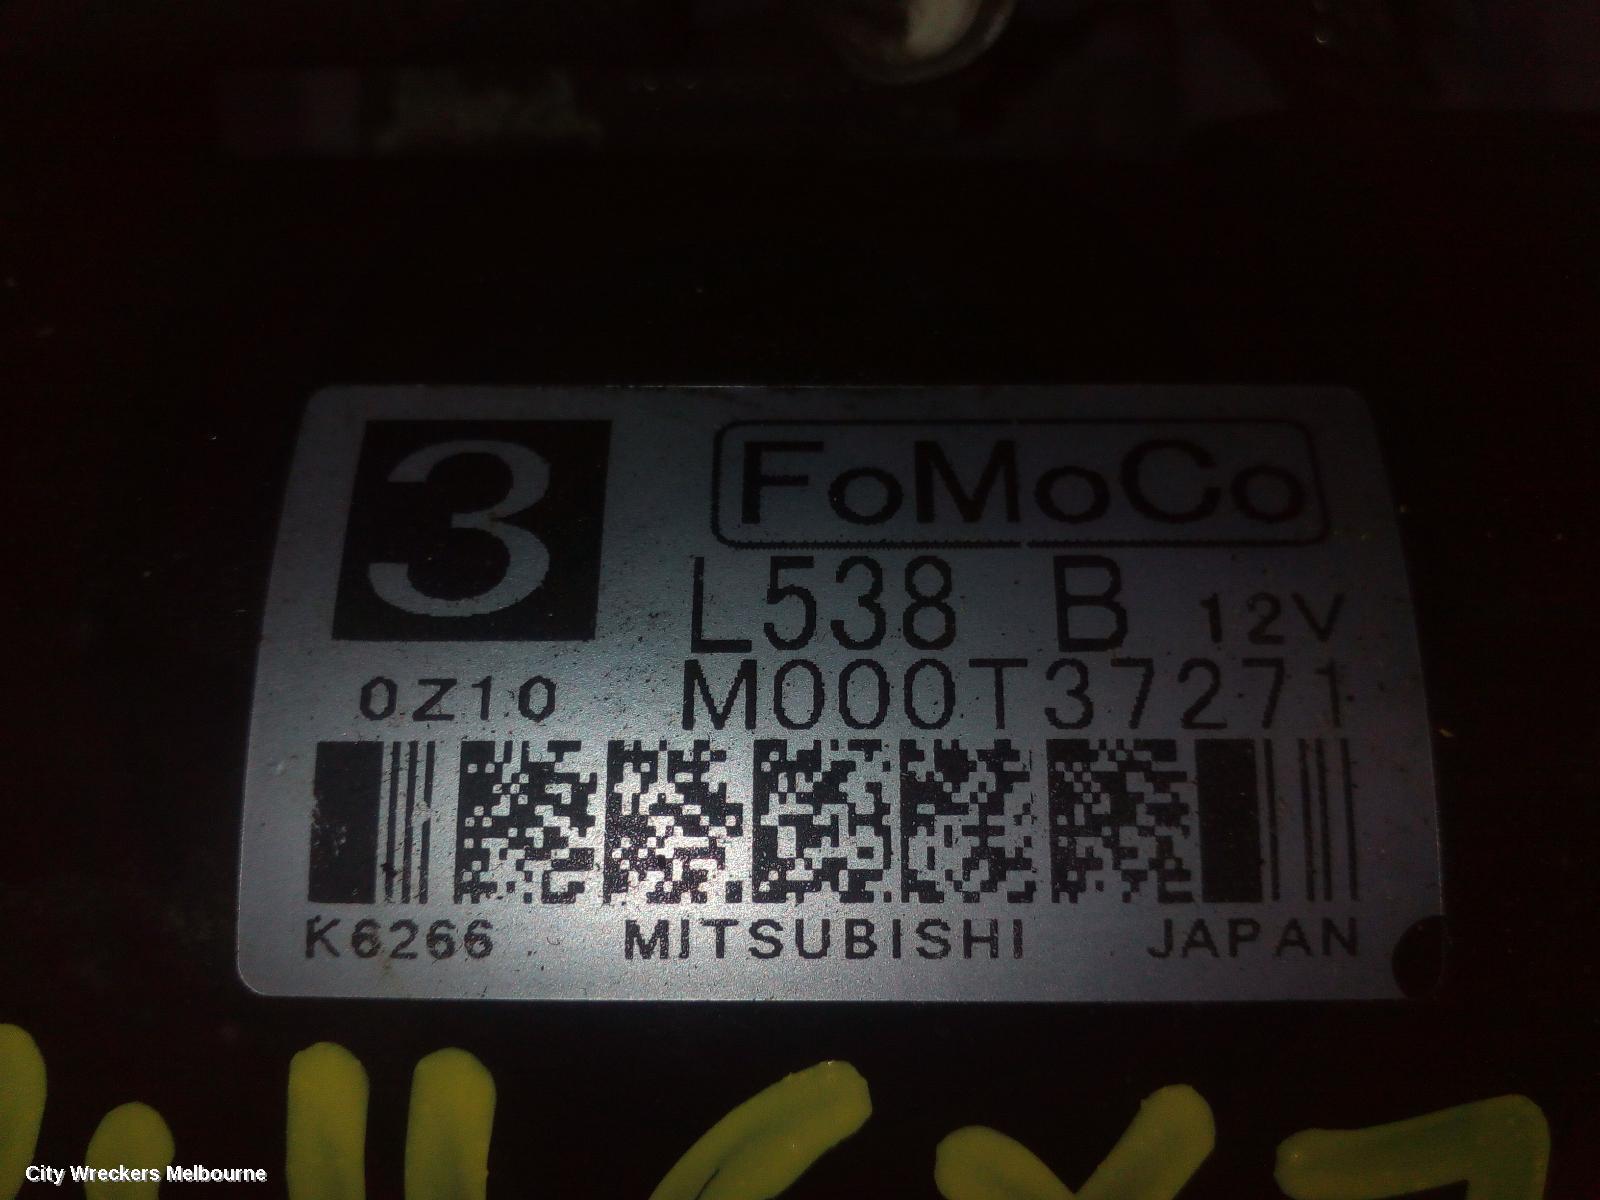 3
FoMoCo
L538 B 12V
0Z10 M000T37271
K6266 MITSUBISHI JAPAN
City Wreckers Melbourne